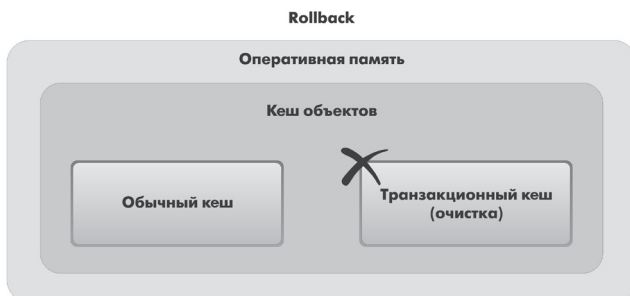 Rollback
Оперативная память
Кеш объектов
Обычный кеш
Транзакционный кеш
(очистка)